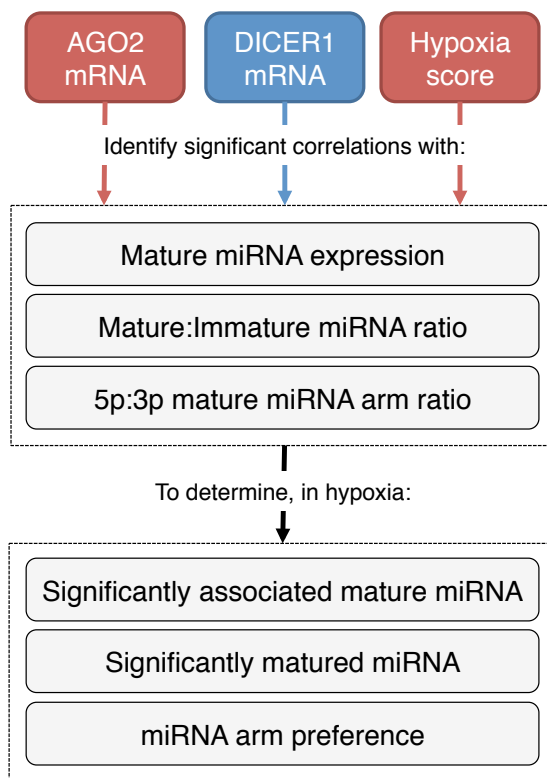 AGO2
mRNA
DICER1
mRNA
Hypoxia
score
Identify significant correlations with:
Mature miRNA expression
Mature:Immature miRNA ratio
5p:3p mature miRNA arm ratio
To determine, in hypoxia:
Significantly associated mature miRNA
Significantly matured miRNA
miRNA arm preference